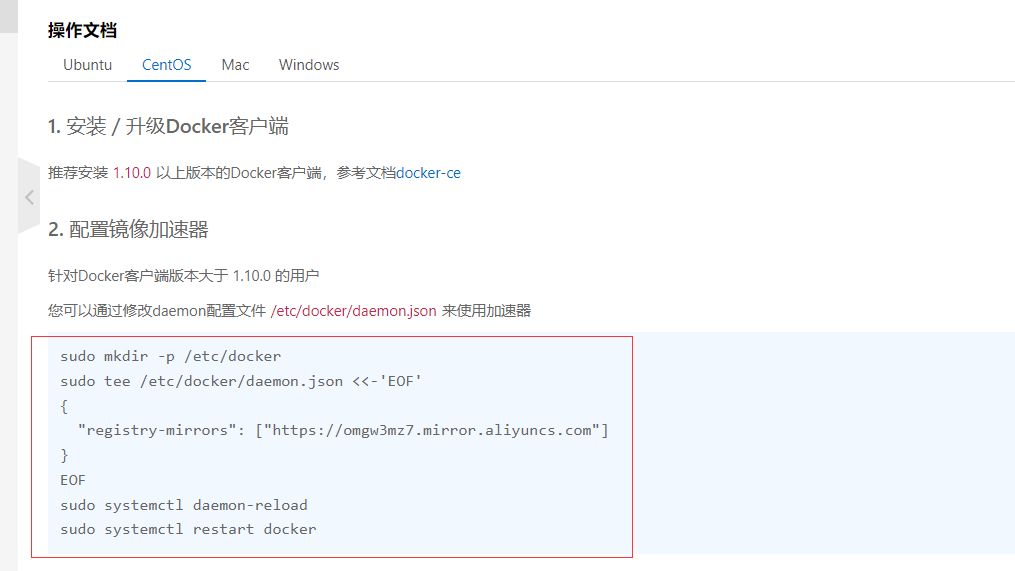 操作文档
Ubuntu CentOS Mac Windows
1. 安装 / 升级Docker客户端
推荐安装 1.10.0 以上版本的Docker客户端，参考文档docker-ce
2. 配置镜像加速器
针对Docker客户端版本大于 1.10.0 的用户
您可以通过修改daemon配置文件 /etc/docker/daemon.json 来使用加速器
sudo mkdir -p /etc/docker
sudo tee /etc/docker/daemon.json <<-'EOF'
{
  "registry-mirrors": ["https://omgw3mz7.mirror.aliyuncs.com"]
}
EOF
sudo systemctl daemon-reload
sudo systemctl restart docker